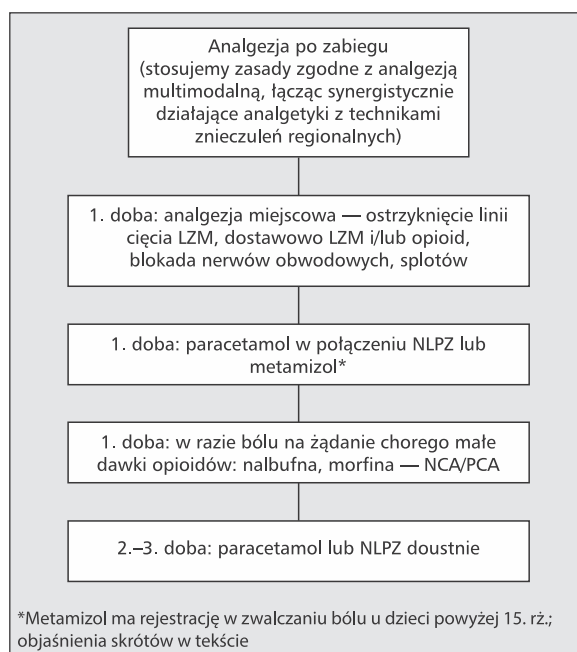 Analgezja po zabiegu
(stosujemy zasady zgodne z analgezją
multimodalną, łącząc synergistycznie
działające analgetyki z technikami
znieczuleń regionalnych)
1. doba: analgezja miejscowa — ostrzyknięcie linii
cięcia LZM, dostawowo LZM i/lub opioid,
blokada nerwów obwodowych, splotów
1. doba: paracetamol w połączeniu NLPZ lub
metamizol*
1. doba: w razie bólu na żądanie chorego małe
dawki opioidów: nalbufna, morfina — NCA/PCA
2.–3. doba: paracetamol lub NLPZ doustnie
*Metamizol ma rejestrację w zwalczaniu bólu u dzieci powyżej 15. rż.;
objaśnienia skrótów w tekście